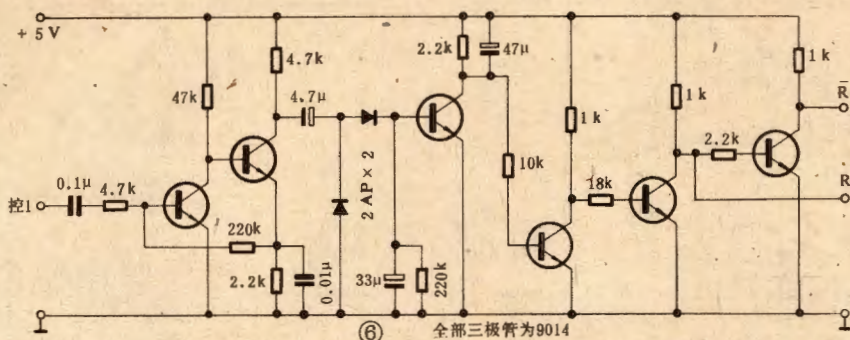 +5V
47k
4.7k
4.7μ
2.2k
47μ
1k
1k
1k
R̄
控1
0.1μ
4.7k
220k
2.2k
0.01μ
2AP×2
33μ
220k
10k
18k
2.2k
R
⑥
全部三极管为9014